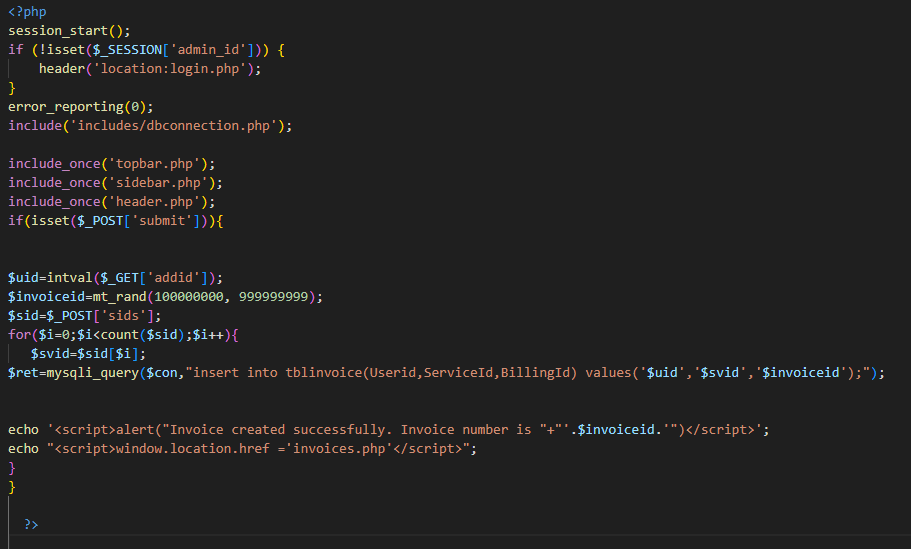 <?php
session_start();
if (!isset($_SESSION['admin_id'])) {
    header('location:login.php');
}
error_reporting(0);
include('includes/dbconnection.php');
include_once('topbar.php');
include_once('sidebar.php');
include_once('header.php');
if(isset($_POST['submit'])){
$uid=intval($_GET['addid']);
$invoiceid=mt_rand(100000000, 999999999);
$sid=$_POST['sids'];
for($i=0;$i<count($sid);$i++){
   $svid=$sid[$i];
$ret=mysqli_query($con,"insert into tblinvoice(Userid,ServiceId,BillingId) values('$uid','$svid','$invoiceid');");
echo '<script>alert("Invoice created successfully. Invoice number is "+"'.$invoiceid.'")</script>';
echo "<script>window.location.href ='invoices.php'</script>";
}
}
  ?>